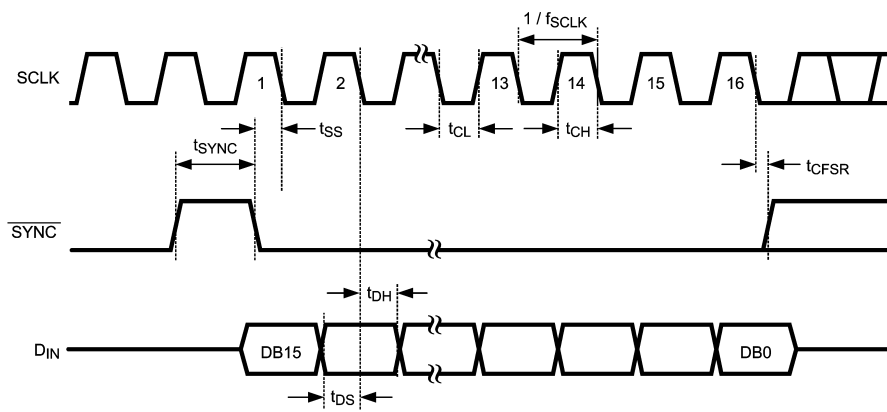 1 / fSCLK
SCLK
1
2
13
14
15
16
tSS
tCL
tCH
tSYNC
tCFSR
SYNC
tDH
DIN
DB15
DB0
tDS